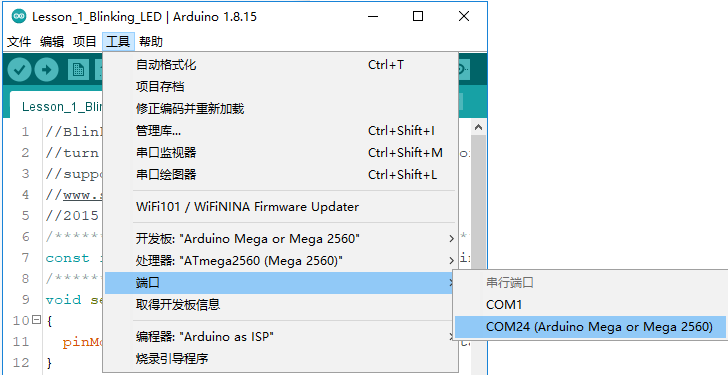 Lesson_1_Blinking_LED | Arduino 1.8.15
文件 编辑 项目 工具 帮助
自动格式化 Ctrl+T
项目存档
修正编码并重新加载
管理库... Ctrl+Shift+I
串口监视器 Ctrl+Shift+M
串口绘图器 Ctrl+Shift+L
WiFi101 / WiFiNINA Firmware Updater
开发板: "Arduino Mega or Mega 2560"
处理器: "ATmega2560 (Mega 2560)"
端口
取得开发板信息
编程器: "Arduino as ISP"
烧录引导程序
串行端口
COM1
COM24 (Arduino Mega or Mega 2560)
Lesson_1_Blin
1 //Blin
2 //turn
3 //suppo
4 //www.s
5 //2015
6 /*******
7 const i
8 /*******
9 void se
10 {
11 pinMo
12 }